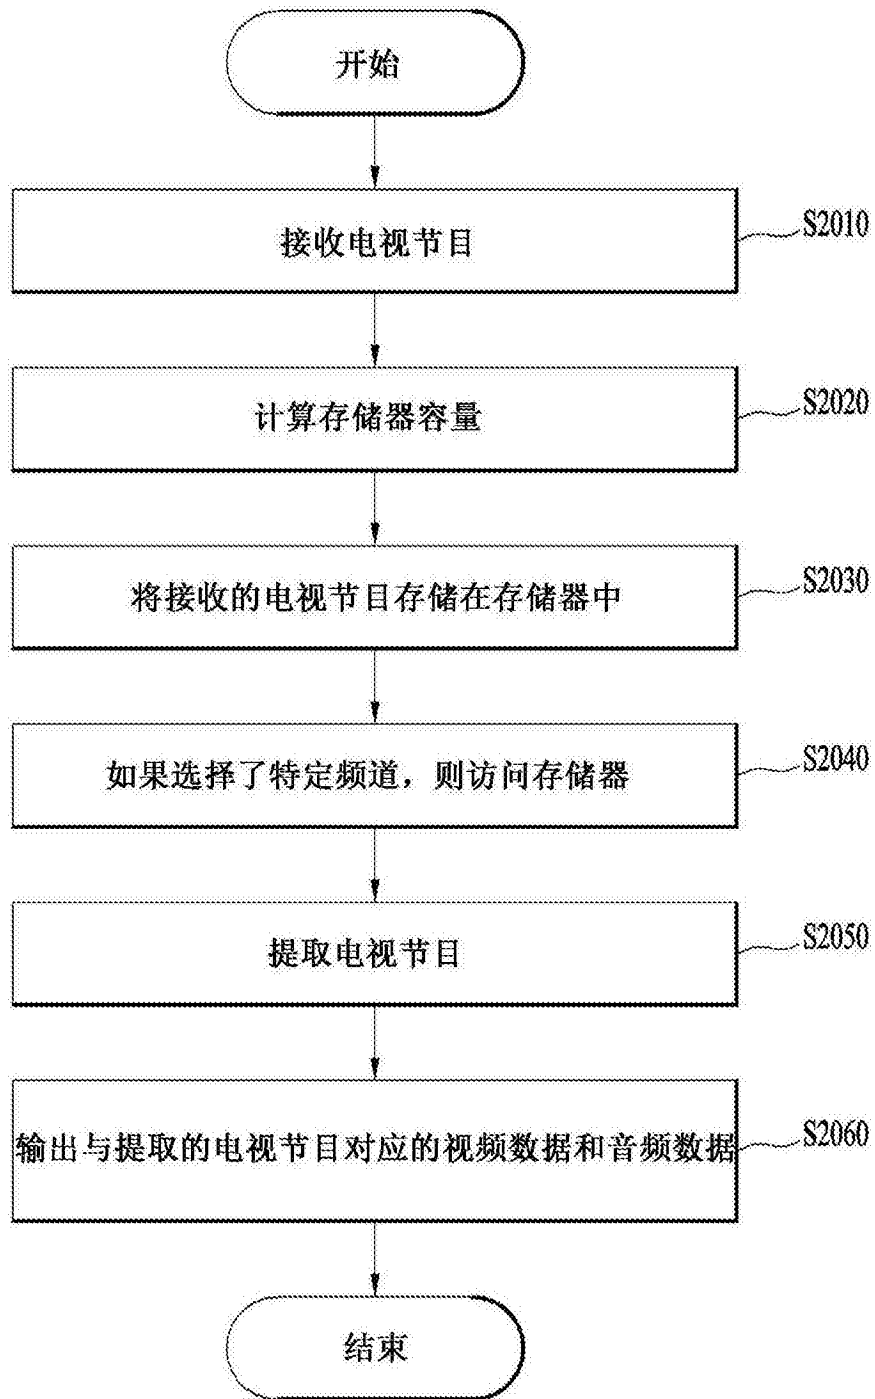 开始
接收电视节目
S2010
计算存储器容量
S2020
将接收的电视节目存储在存储器中
S2030
如果选择了特定频道，则访问存储器
S2040
提取电视节目
S2050
输出与提取的电视节目对应的视频数据和音频数据
S2060
结束